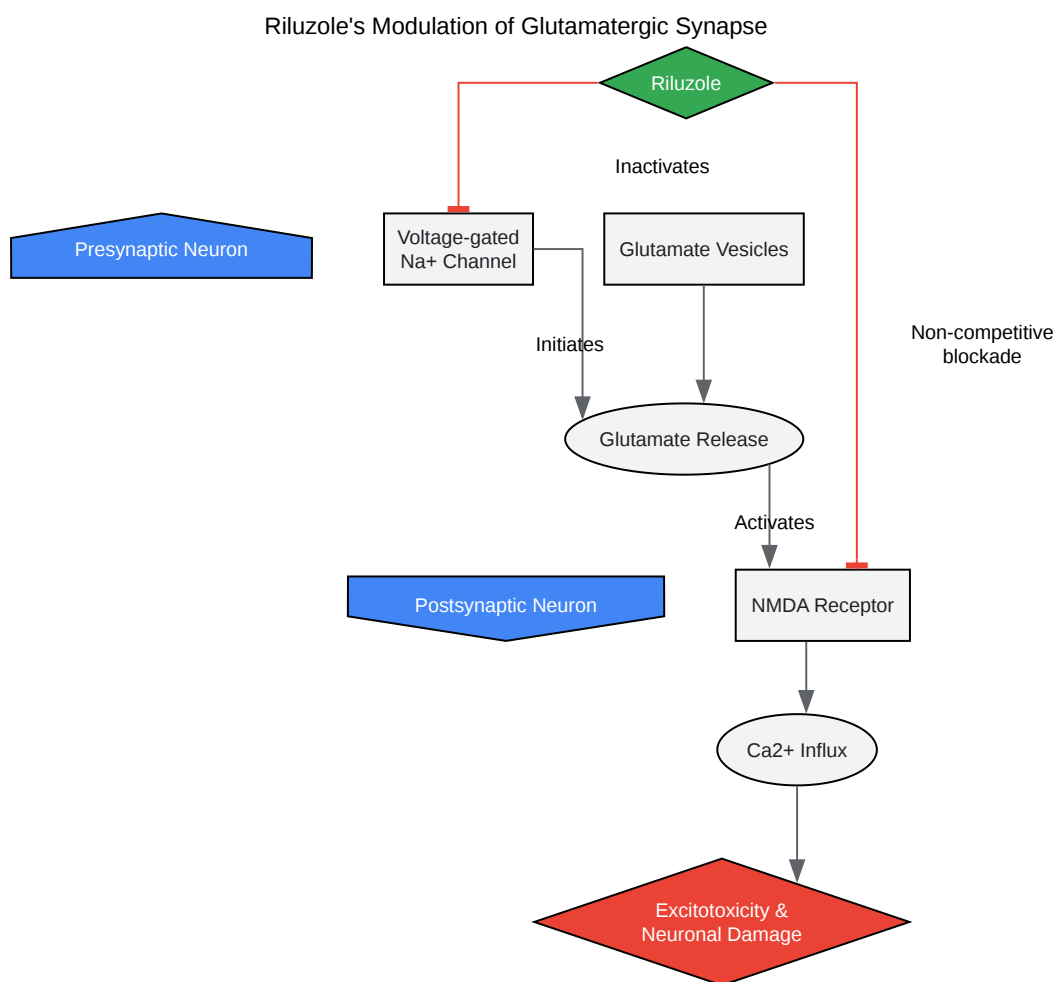 Riluzole's Modulation of Glutamatergic Synapse
Riluzole
Inactivates
Presynaptic Neuron
Voltage-gated
Na+ Channel
Glutamate Vesicles
Initiates
Non-competitive
blockade
Glutamate Release
Activates
Postsynaptic Neuron
NMDA Receptor
Ca2+ Influx
Excitotoxicity &
Neuronal Damage